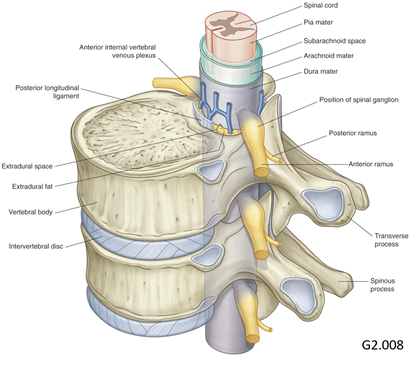 Spinal cord
Pia mater
Subarachnoid space
Arachnoid mater
Dura mater
Anterior internal vertebral
venous plexus
Posterior longitudinal
ligament
Position of spinal ganglion
Posterior ramus
Anterior ramus
Extradural space
Extradural fat
Vertebral body
Intervertebral disc
Transverse
process
Spinous
process
G2.008